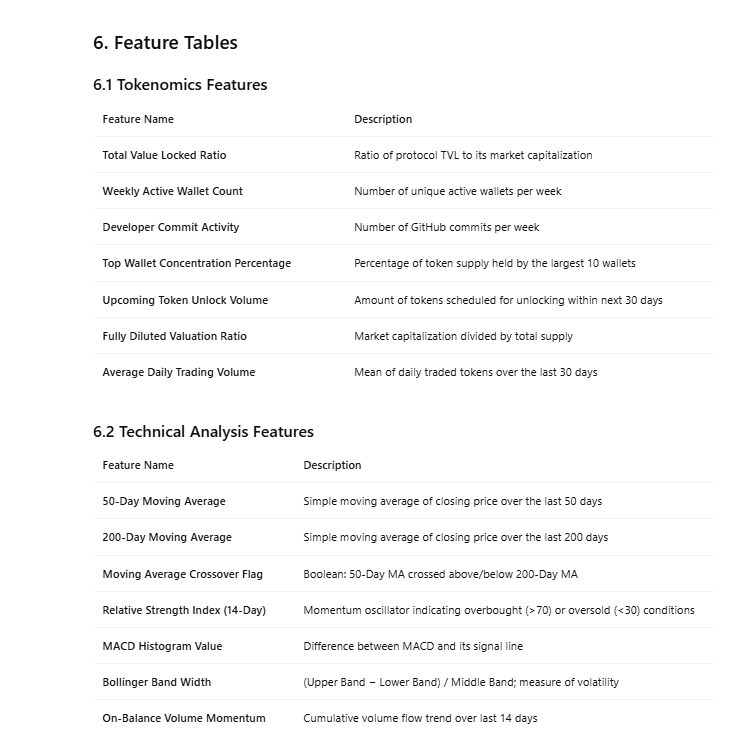 6. Feature Tables
6.1 Tokenomics Features
Feature Name Description
Total Value Locked Ratio Ratio of protocol TVL to its market capitalization
Weekly Active Wallet Count Number of unique active wallets per week
Developer Commit Activity Number of GitHub commits per week
Top Wallet Concentration Percentage Percentage of token supply held by the largest 10 wallets
Upcoming Token Unlock Volume Amount of tokens scheduled for unlocking within next 30 days
Fully Diluted Valuation Ratio Market capitalization divided by total supply
Average Daily Trading Volume Mean of daily traded tokens over the last 30 days
6.2 Technical Analysis Features
Feature Name Description
50-Day Moving Average Simple moving average of closing price over the last 50 days
200-Day Moving Average Simple moving average of closing price over the last 200 days
Moving Average Crossover Flag Boolean: 50-Day MA crossed above/below 200-Day MA
Relative Strength Index (14-Day) Momentum oscillator indicating overbought (>70) or oversold (<30) conditions
MACD Histogram Value Difference between MACD and its signal line
Bollinger Band Width (Upper Band − Lower Band) / Middle Band; measure of volatility
On-Balance Volume Momentum Cumulative volume flow trend over last 14 days